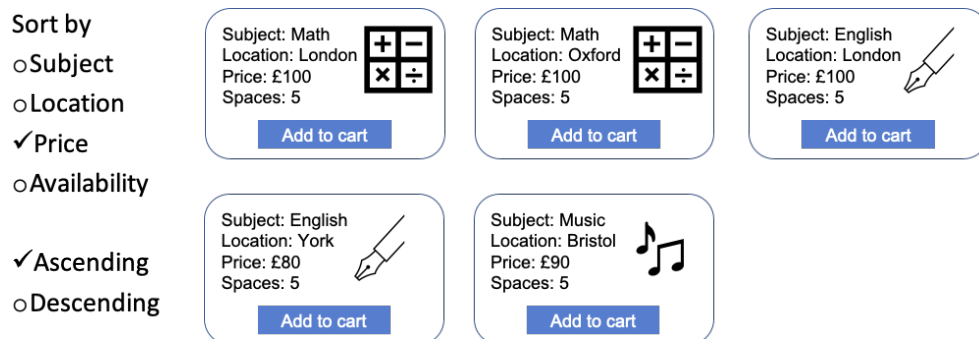 Sort by
Subject
Location
Price
Availability
Ascending
Descending
Subject: Math
Location: London
Price: £100
Spaces: 5
Add to cart
Subject: Math
Location: Oxford
Price: £100
Spaces: 5
Add to cart
Subject: English
Location: London
Price: £100
Spaces: 5
Add to cart
Subject: English
Location: York
Price: £80
Spaces: 5
Add to cart
Subject: Music
Location: Bristol
Price: £90
Spaces: 5
Add to cart